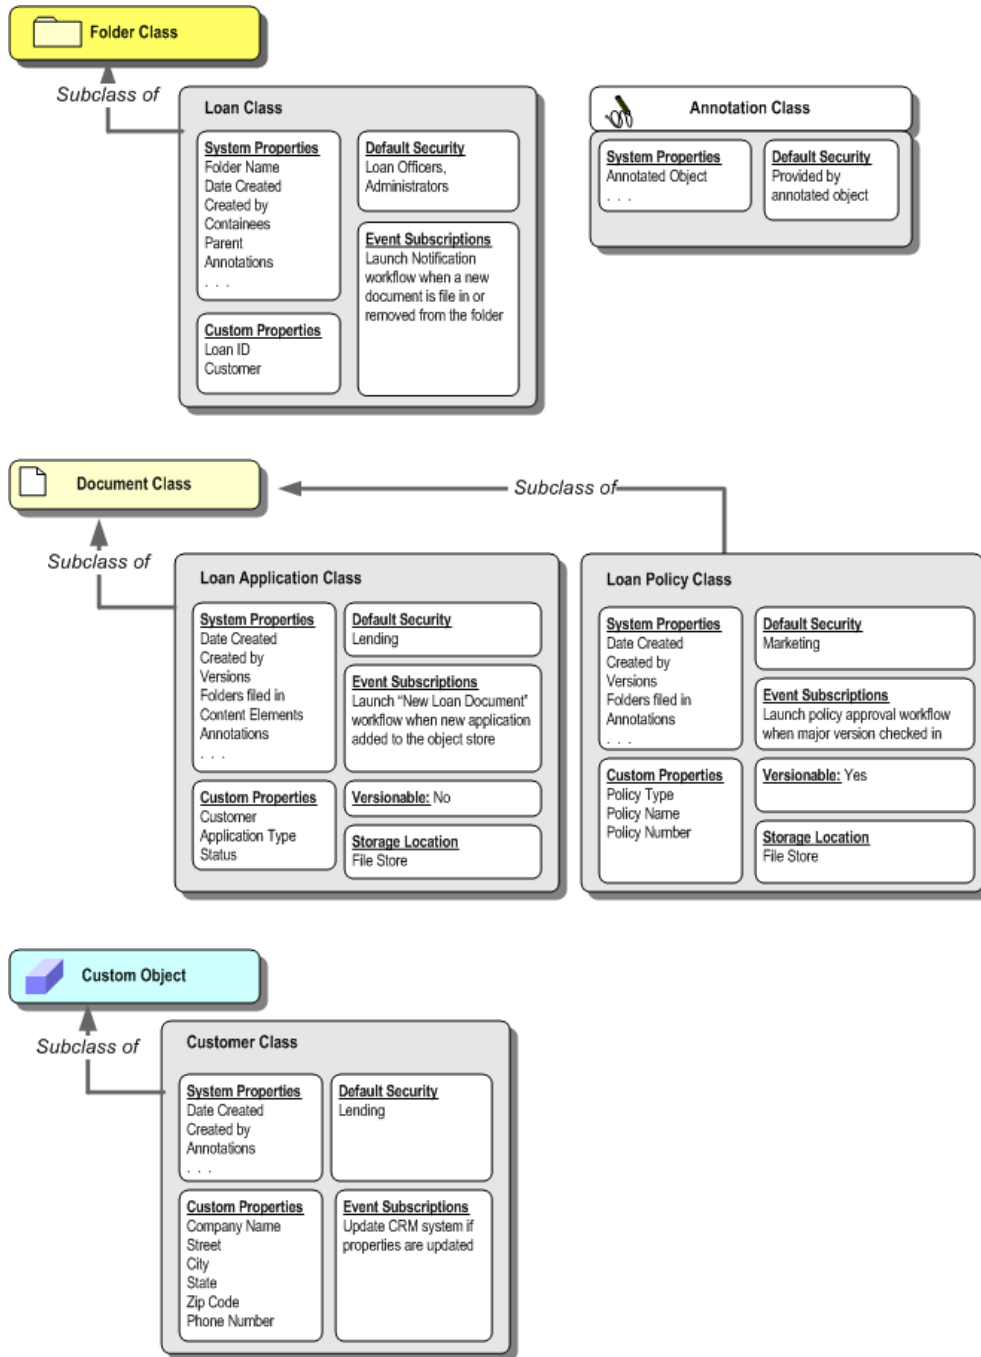 Folder Class
Subclass of
Loan Class
System Properties
Folder Name
Date Created
Created by
Containees
Parent
Annotations
. . .
Custom Properties
Loan ID
Customer
Default Security
Loan Officers,
Administrators
Event Subscriptions
Launch Notification
workflow when a new
document is file in or
removed from the folder
Annotation Class
System Properties
Annotated Object
. . .
Default Security
Provided by
annotated object
Document Class
Subclass of
Subclass of
Loan Application Class
System Properties
Date Created
Created by
Versions
Folders filed in
Content Elements
Annotations
. . .
Custom Properties
Customer
Application Type
Status
Default Security
Lending
Event Subscriptions
Launch “New Loan Document”
workflow when new application
added to the object store
Versionable: No
Storage Location
File Store
Loan Policy Class
System Properties
Date Created
Created by
Versions
Folders filed in
Annotations
. . .
Custom Properties
Policy Type
Policy Name
Policy Number
Default Security
Marketing
Event Subscriptions
Launch policy approval workflow
when major version checked in
Versionable: Yes
Storage Location
File Store
Custom Object
Subclass of
Customer Class
System Properties
Date Created
Created by
Annotations
. . .
Custom Properties
Company Name
Street
City
State
Zip Code
Phone Number
Default Security
Lending
Event Subscriptions
Update CRM system if
properties are updated